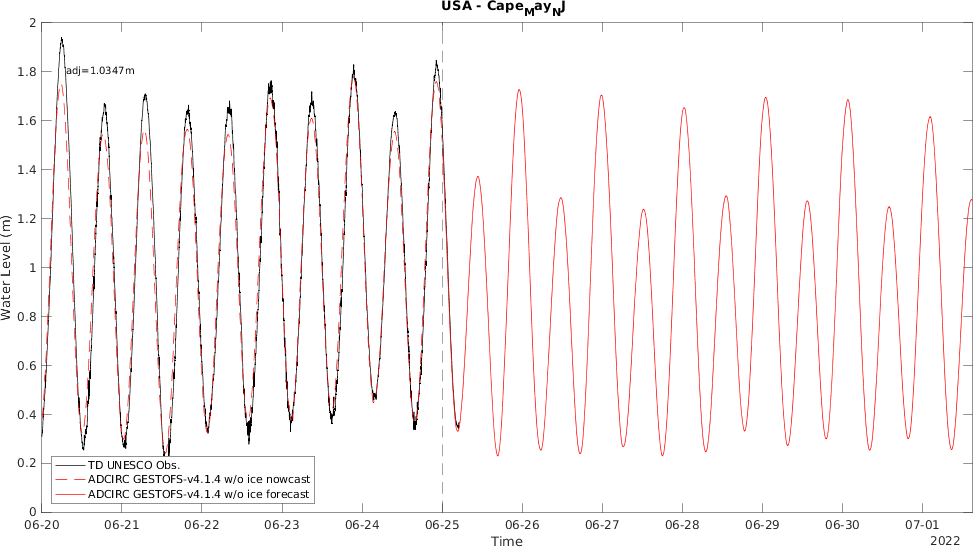 USA - Cape_May_NJ
2
1.8
1.6
1.4
1.2
1
0.8
0.6
0.4
0.2
0
Water Level (m)
adj=1.0347m
TD UNESCO Obs.
ADCIRC GESTOFS-v4.1.4 w/o ice nowcast
ADCIRC GESTOFS-v4.1.4 w/o ice forecast
06-20 06-21 06-22 06-23 06-24 06-25 06-26 06-27 06-28 06-29 06-30 07-01
Time
2022